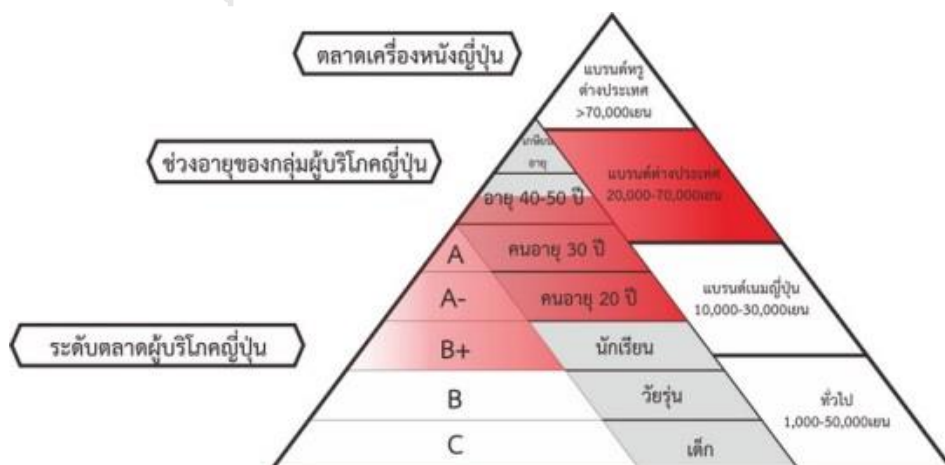 ตลาดเครื่องหนังญี่ปุ่น
แบรนด์หรู
ต่างประเทศ
>70,000เยน
ช่วงอายุของกลุ่มผู้บริโภคญี่ปุ่น
เกษียณ
อายุ
แบรนด์ต่างประเทศ
20,000-70,000เยน
อายุ 40-50 ปี
A
คนอายุ 30 ปี
A-
คนอายุ 20 ปี
แบรนด์เนมญี่ปุ่น
10,000-30,000เยน
ระดับตลาดผู้บริโภคญี่ปุ่น
B+
นักเรียน
B
วัยรุ่น
ทั่วไป
1,000-50,000เยน
C
เด็ก